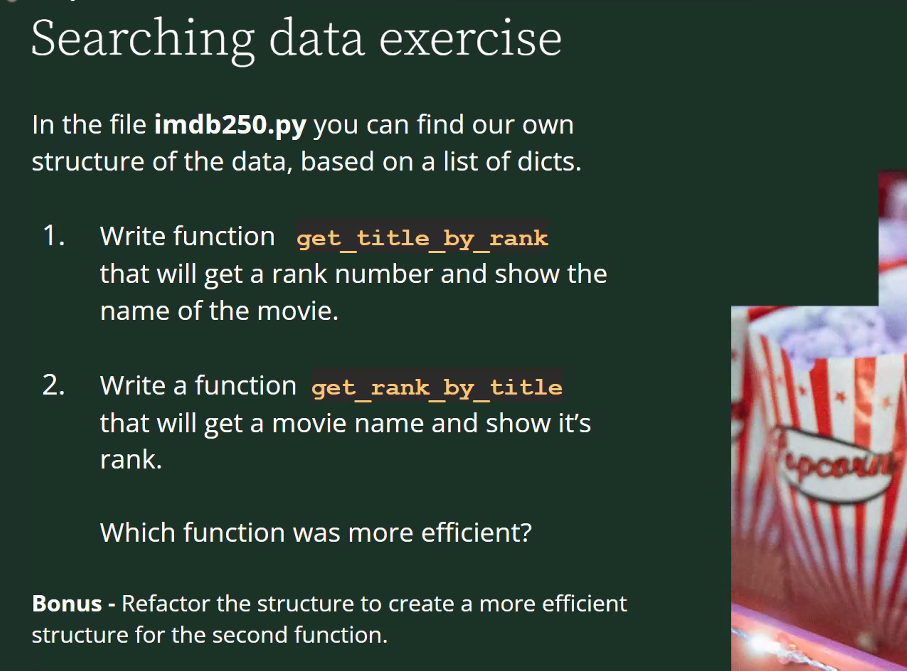 Searching data exercise
In the file imdb250.py you can find our own
structure of the data, based on a list of dicts.
1. Write function get_title_by_rank
that will get a rank number and show the
name of the movie.
2. Write a function get_rank_by_title
that will get a movie name and show it’s
rank.
Which function was more efficient?
Bonus - Refactor the structure to create a more efficient
structure for the second function.